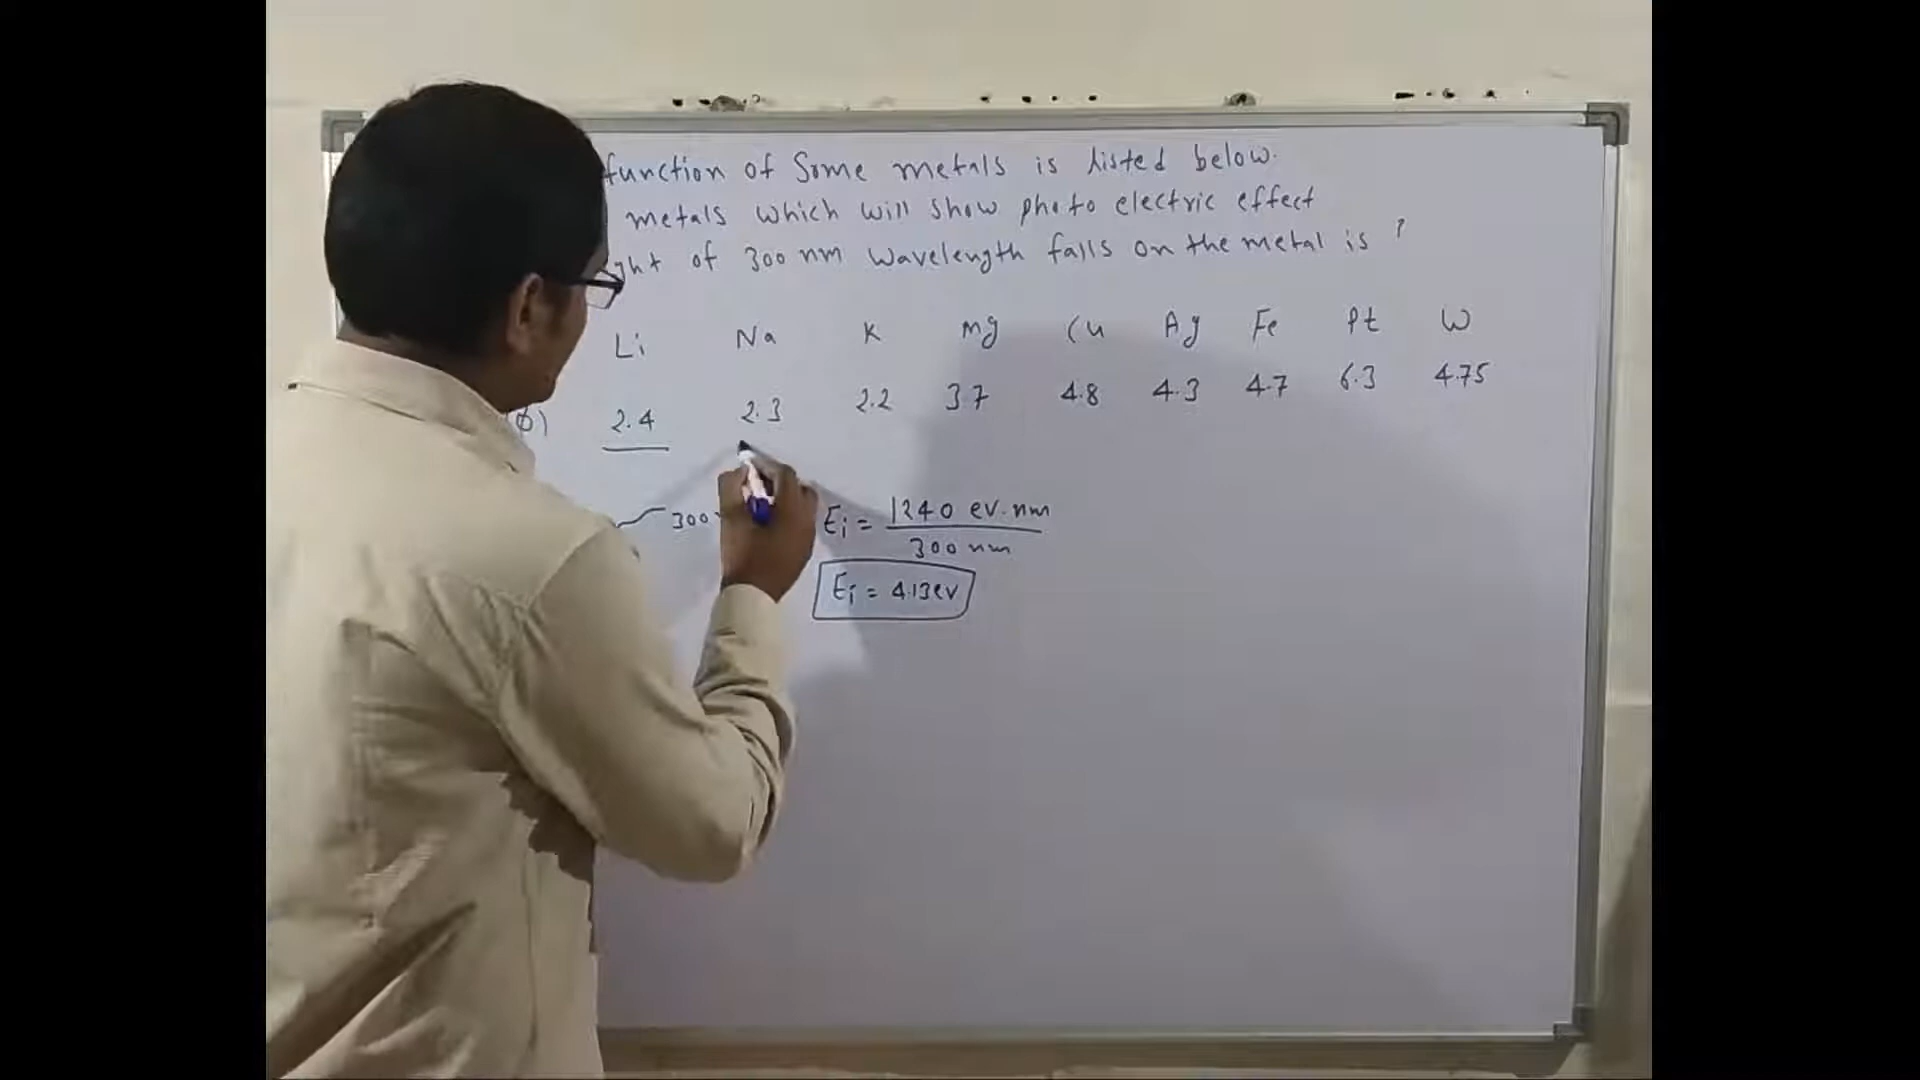 function of Some metals is listed below.
metals which will show photo electric effect
ght of 300 nm wavelength falls on the metal is ?
Li Na K Mg Cu Ag Fe Pt W
(ϕ) 2.4 2.3 2.2 3.7 4.8 4.3 4.7 6.3 4.75
300 Ei = 1240 ev.nm
300 nm
Ei = 4.13ev